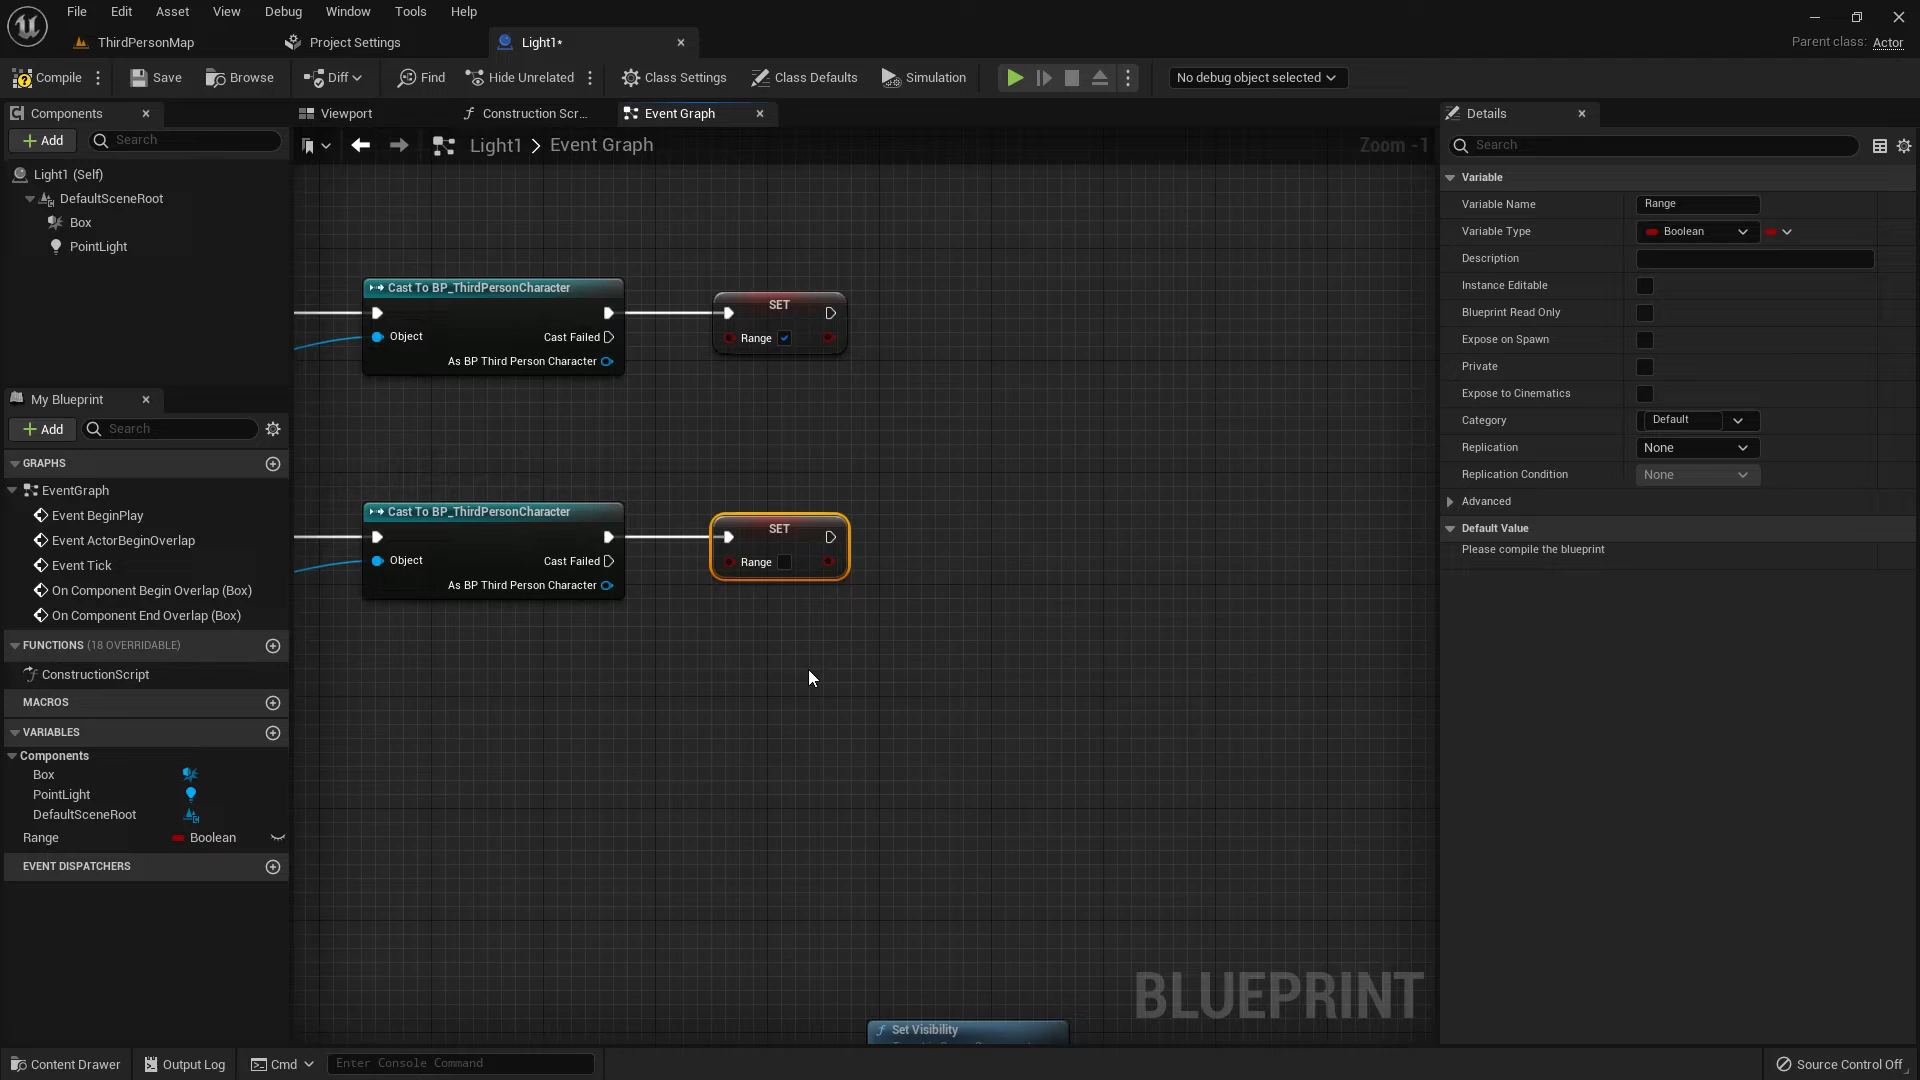 File Edit Asset View Debug Window Tools Help
ThirdPersonMap Project Settings Light1*
Parent class: Actor
Compile Save Browse Diff Find Hide Unrelated Class Settings Class Defaults Simulation No debug object selected
Components
Add Search
Light1 (Self)
DefaultSceneRoot
Box
PointLight
My Blueprint
Add Search
GRAPHS
EventGraph
Event BeginPlay
Event ActorBeginOverlap
Event Tick
On Component Begin Overlap (Box)
On Component End Overlap (Box)
FUNCTIONS (18 OVERRIDABLE)
ConstructionScript
MACROS
VARIABLES
Components
Box
PointLight
DefaultSceneRoot
Range Boolean
EVENT DISPATCHERS
Viewport Construction Scr... Event Graph
Light1 > Event Graph
Zoom -1
Cast To BP_ThirdPersonCharacter
Object
Cast Failed
As BP Third Person Character
SET
Range
Cast To BP_ThirdPersonCharacter
Object
Cast Failed
As BP Third Person Character
SET
Range
BLUEPRINT
Set Visibility
Details
Search
Variable
Variable Name Range
Variable Type Boolean
Description
Instance Editable
Blueprint Read Only
Expose on Spawn
Private
Expose to Cinematics
Category Default
Replication None
Replication Condition None
Advanced
Default Value
Please compile the blueprint
Content Drawer Output Log Cmd Enter Console Command Source Control Off